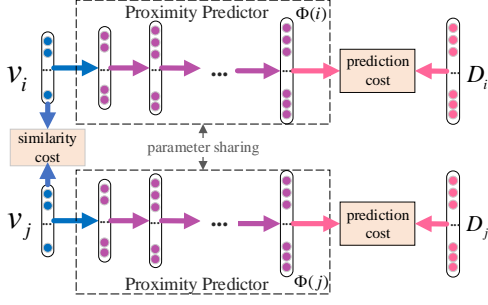 Proximity Predictor
Φ(i)
...
v_i
prediction
cost
D_i
similarity
cost
parameter sharing
v_j
...
prediction
cost
D_j
Φ(j)
Proximity Predictor